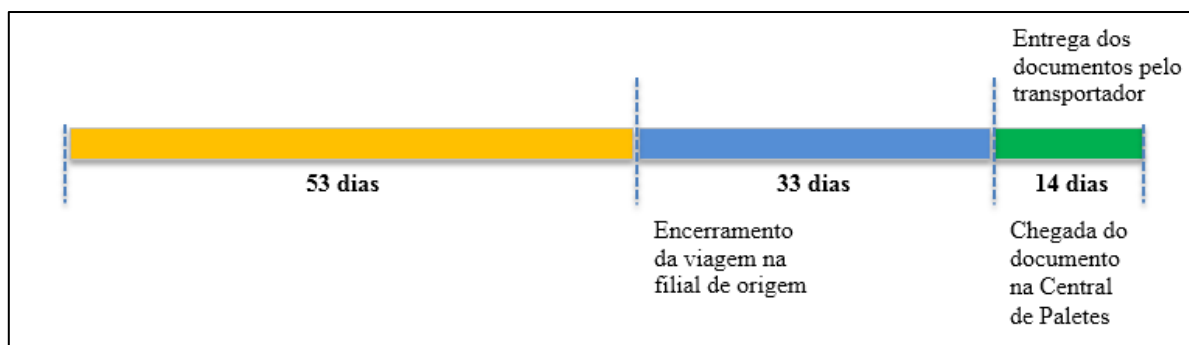 Entrega dos
documentos pelo
transportador
53 dias
33 dias
14 dias
Encerramento
da viagem na
filial de origem
Chegada do
documento
na Central
de Paletes